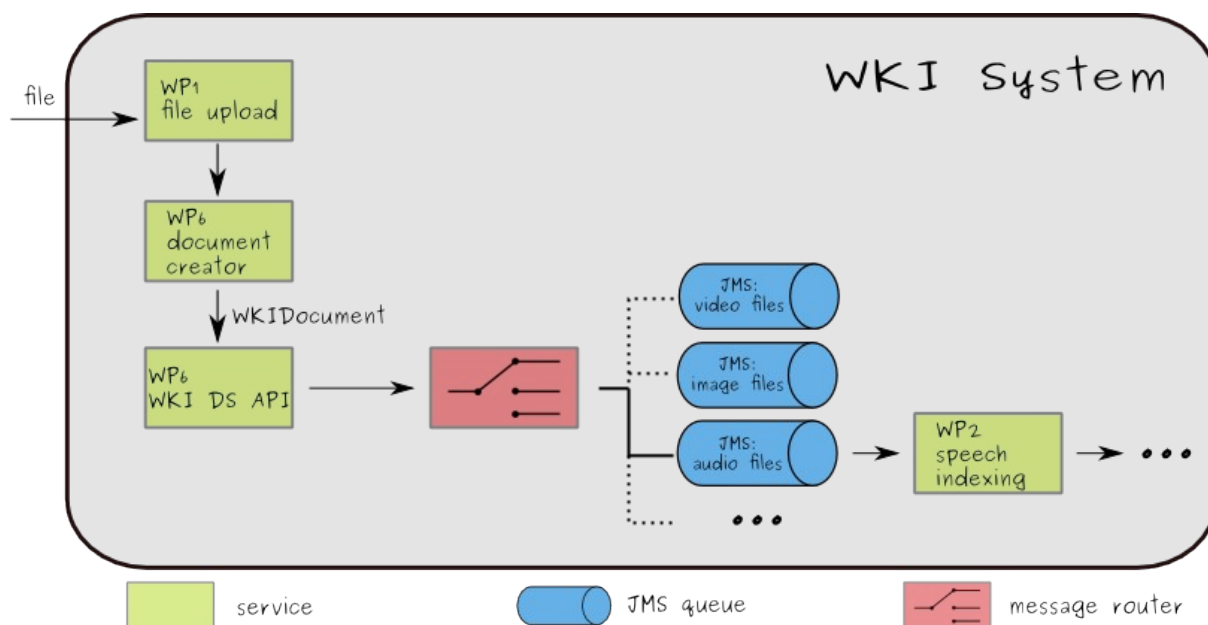 WKI System
file
WP1
file upload
WP6
document
creator
WKIDocument
WP6
WKI DS API
JMS:
video files
JMS:
image files
JMS:
audio files
WP2
speech
indexing
service
JMS queue
message router